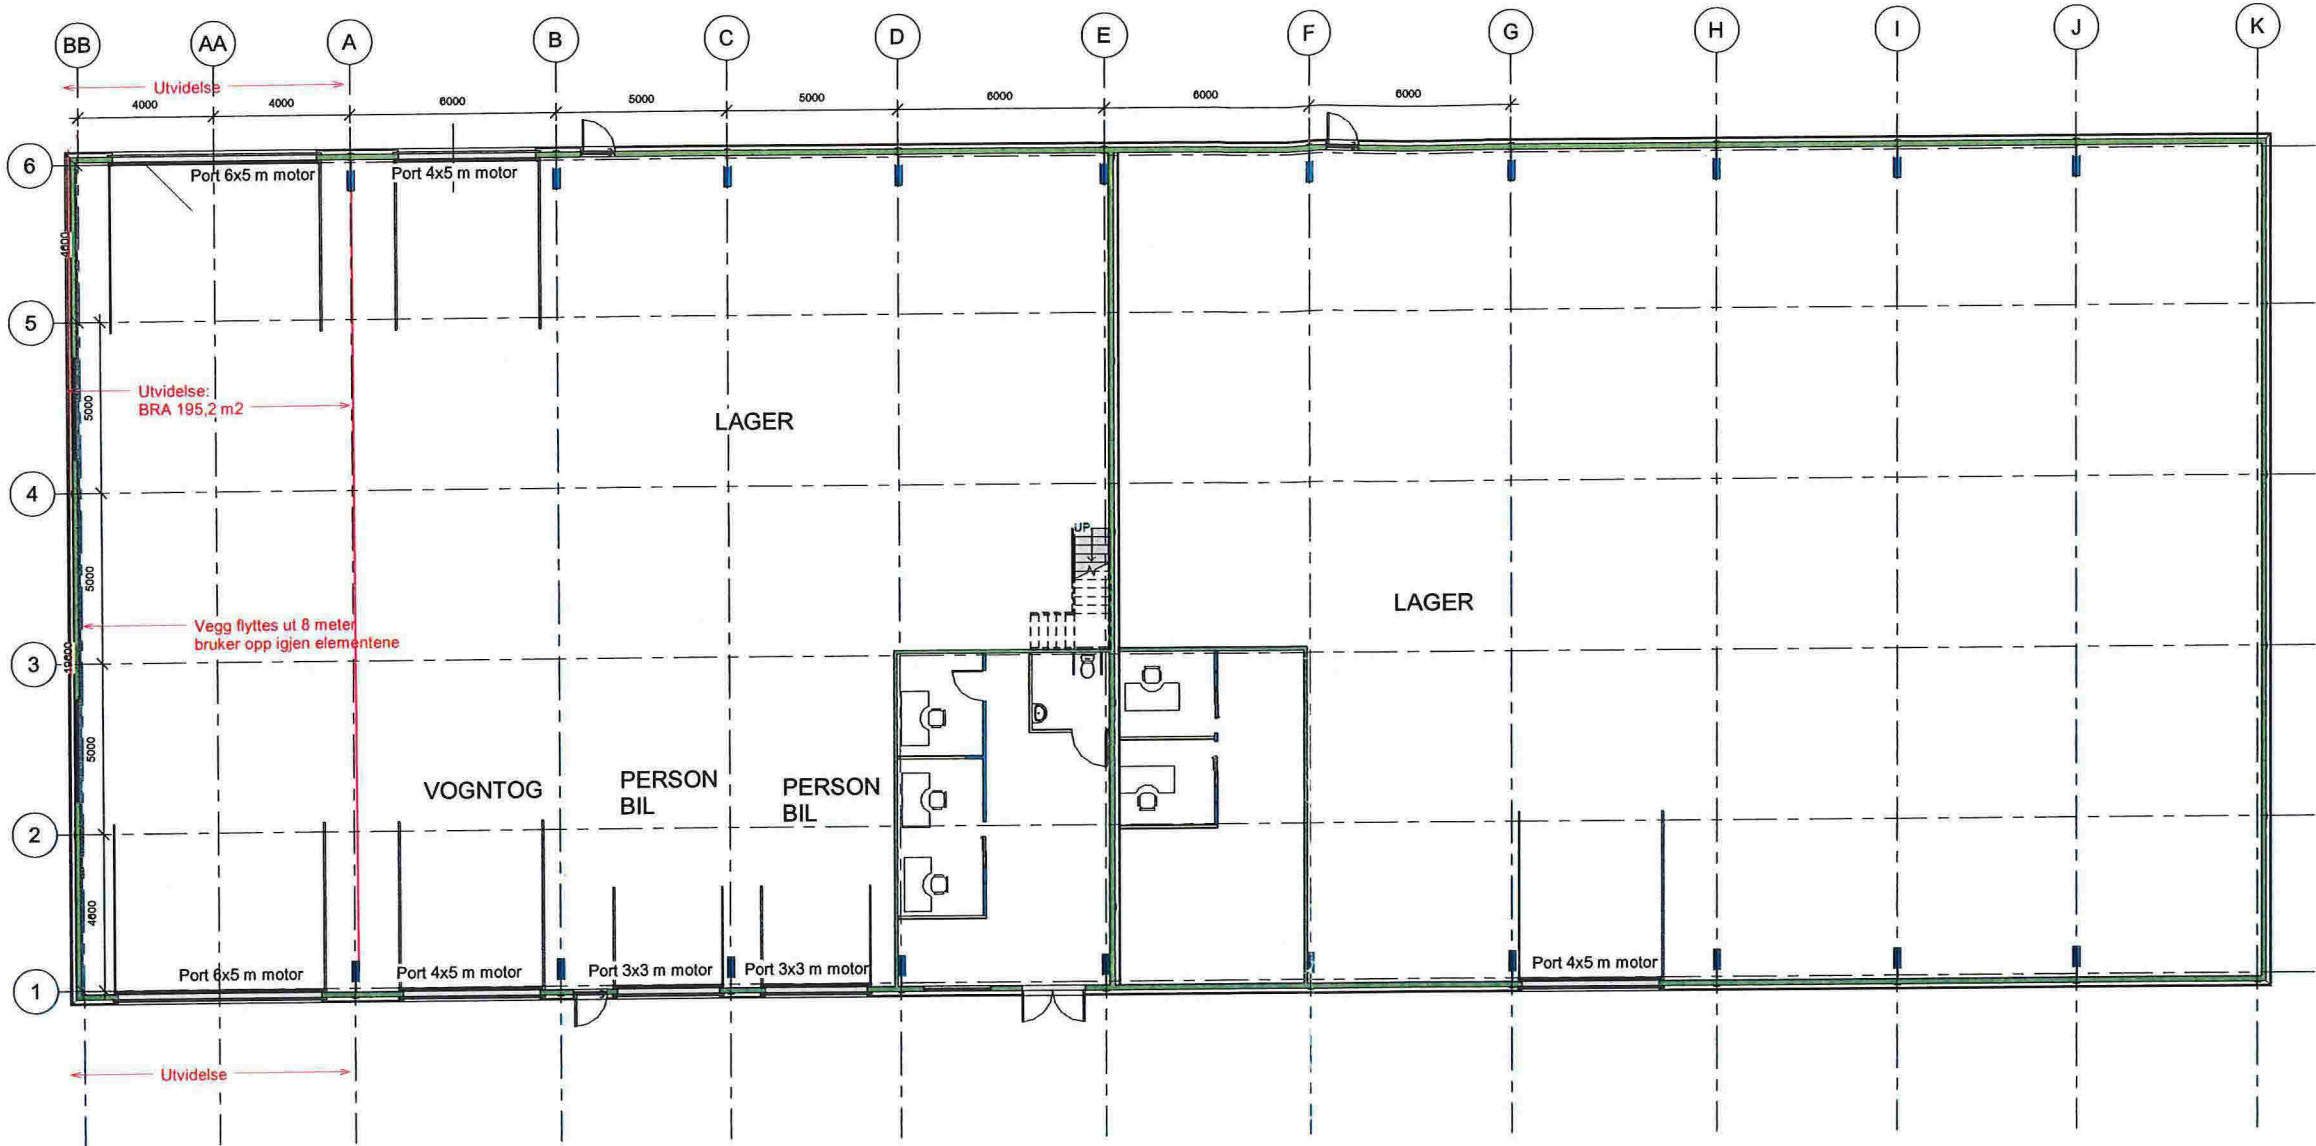 BB AA A B C D E F G H I J K
Utvidelse
4000 4000 6000 5000 5000 6000 6000 6000
6
Port 6x5 m motor Port 4x5 m motor
4600
5
Utvidelse:
BRA 195,2 m2
5000
LAGER
4
UP
5000
LAGER
Vegg flyttes ut 8 meter
bruker opp igjen elementene
3
5000
VOGNTOG
PERSON
BIL
PERSON
BIL
2
4600
Port 6x5 m motor Port 4x5 m motor Port 3x3 m motor Port 3x3 m motor Port 4x5 m motor
1
Utvidelse